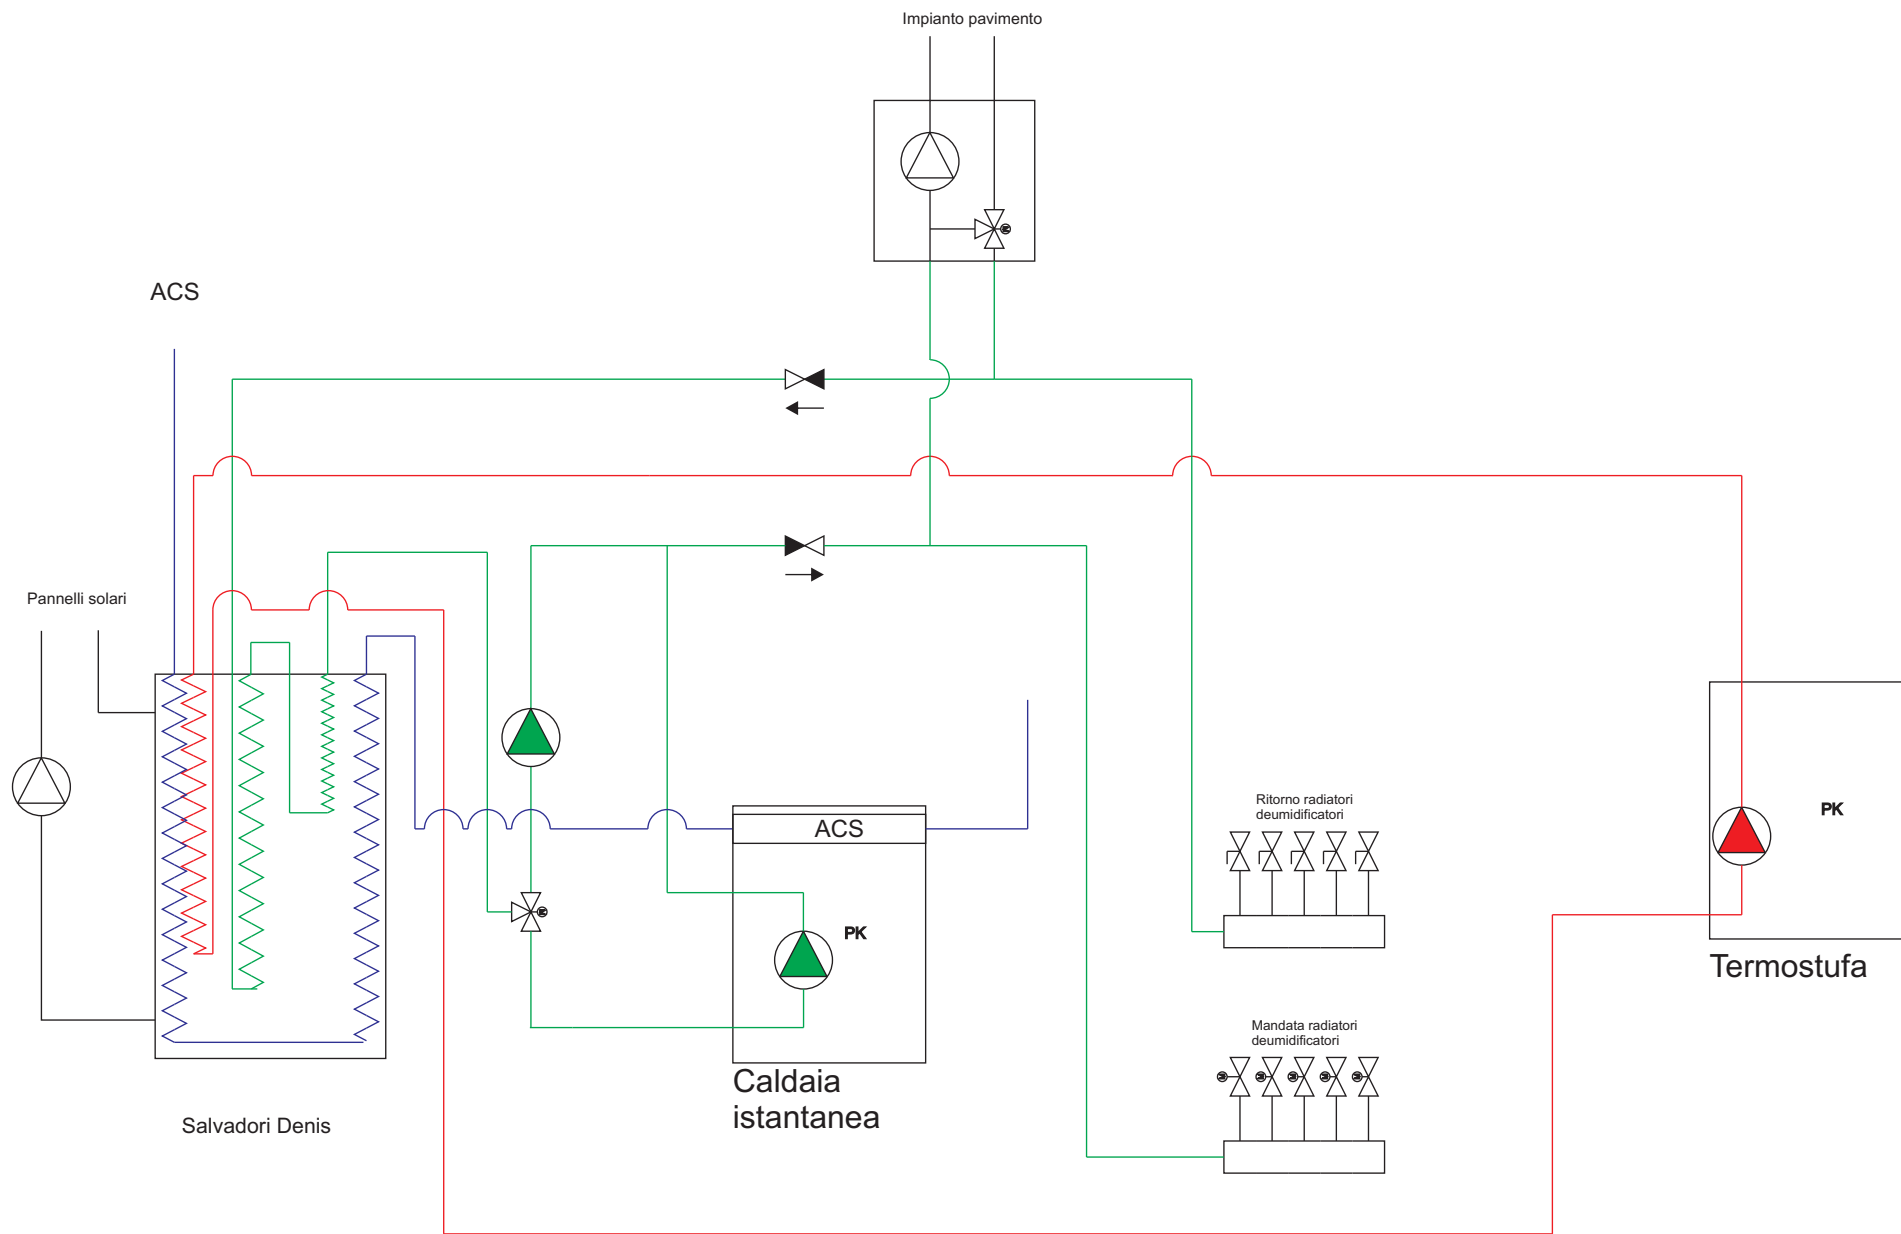 Impianto pavimento
ACS
Pannelli solari
Ritorno radiatori
deumidificatori
PK
ACS
PK
Termostufa
Mandata radiatori
deumidificatori
Caldaia
istantanea
Salvadori Denis